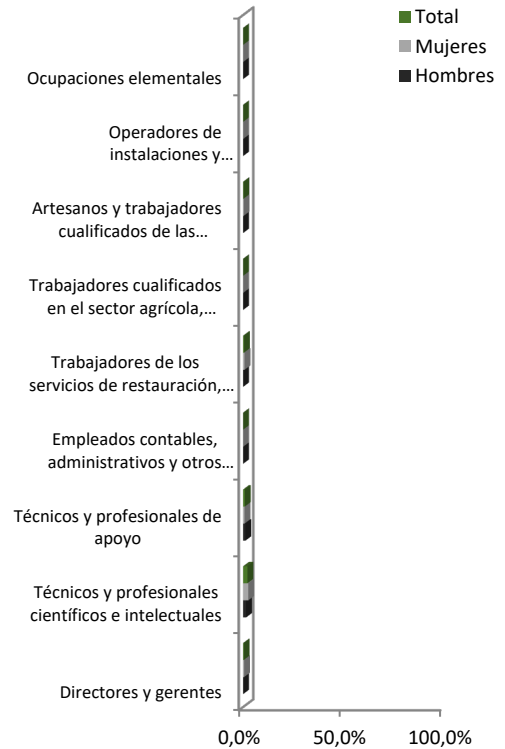 Total
Mujeres
Hombres
Ocupaciones elementales
Operadores de
instalaciones y...
Artesanos y trabajadores
cualificados de las...
Trabajadores cualificados
en el sector agrícola,...
Trabajadores de los
servicios de restauración,...
Empleados contables,
administrativos y otros...
Técnicos y profesionales de
apoyo
Técnicos y profesionales
científicos e intelectuales
Directores y gerentes
0,0% 50,0% 100,0%